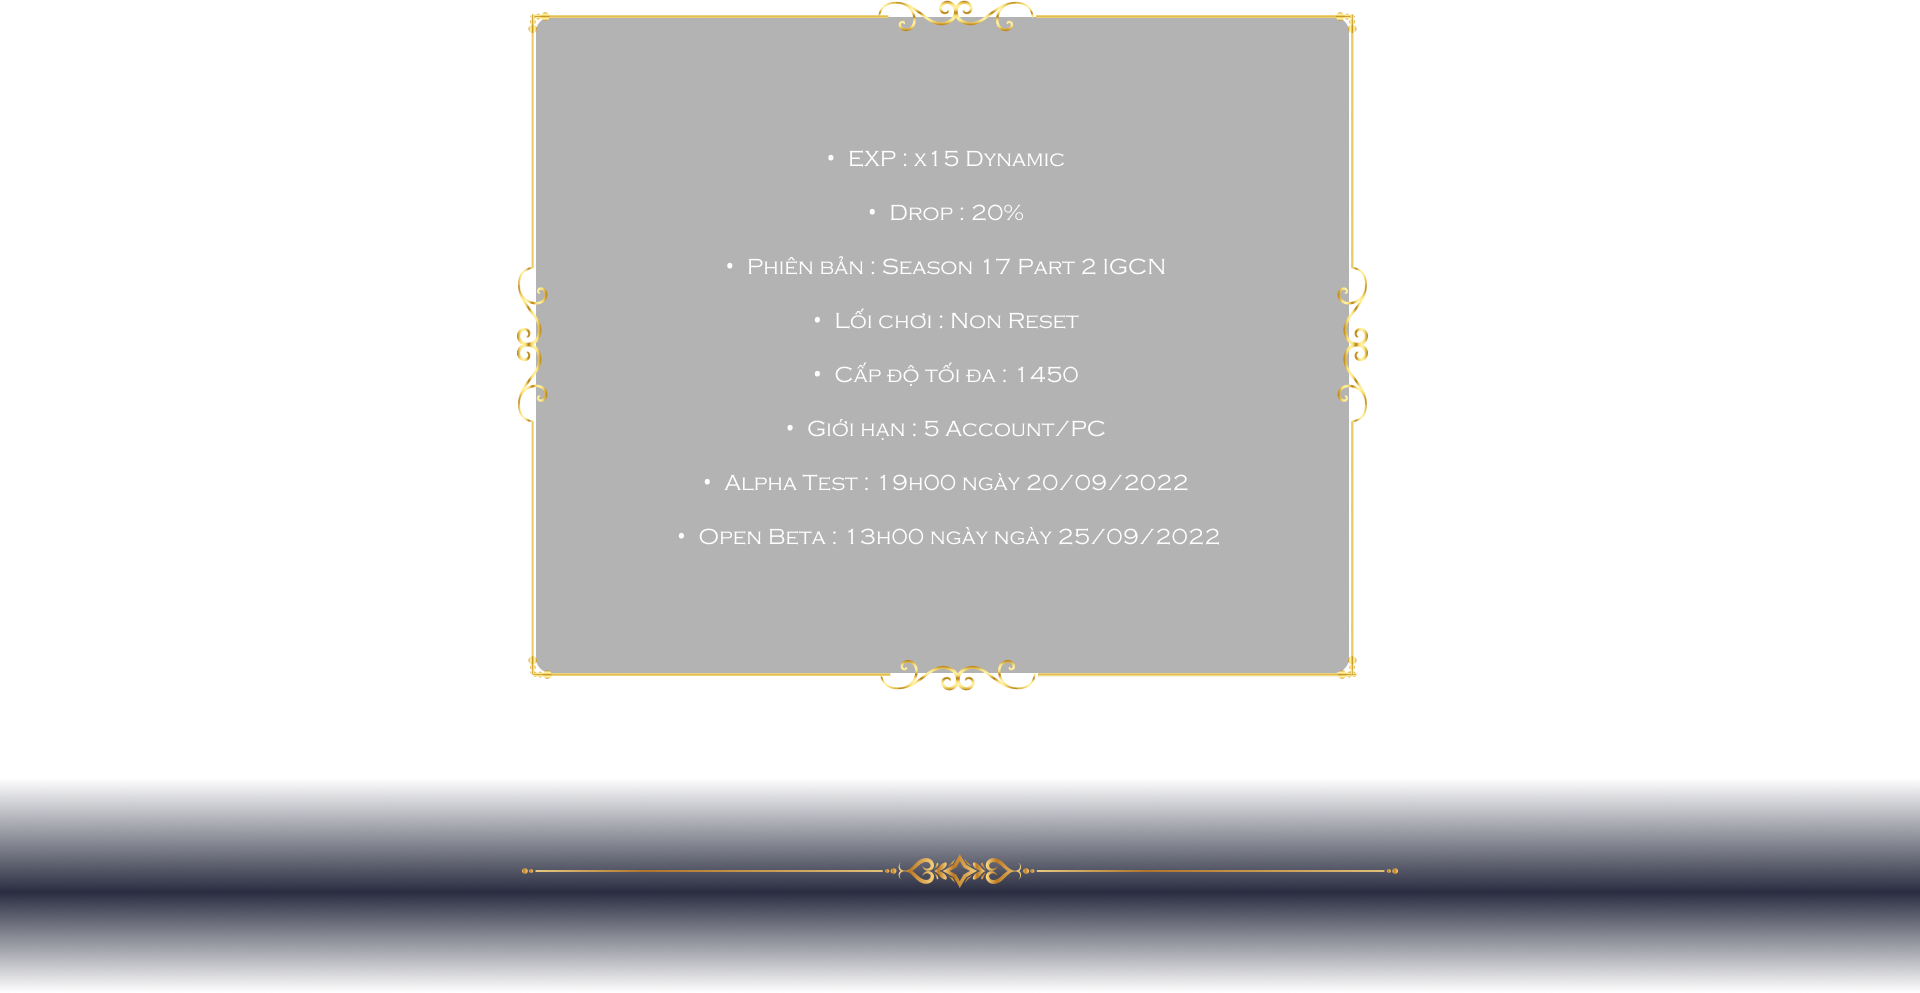 • EXP : x15 Dynamic
• Drop : 20%
• Phiên bản : Season 17 Part 2 IGCN
• Lối chơi : Non Reset
• Cấp độ tối đa : 1450
• Giới hạn : 5 Account/PC
• Alpha Test : 19h00 ngày 20/09/2022
• Open Beta : 13h00 ngày ngày 25/09/2022